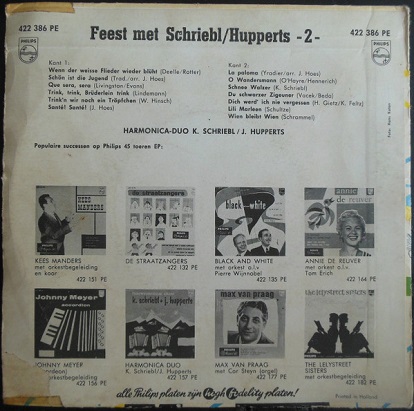 422 386 PE
Feest met Schriebl/Hupperts -2-
422 386 PE
PHILIPS
PHILIPS
Kant 1:
Wenn der weisse Flieder wieder blüht (Doelle/Rotter)
Schön ist die Jugend (Trad./arr. J. Hoes)
Que sera, sera (Livingston/Evans)
Trink, trink, Brüderlein trink (Lindemann)
Trink'n wir noch ein Tröpfchen (W. Hinsch)
Santé! Santé! (J. Hoes)
Kant 2:
La paloma (Yradier/arr. J. Hoes)
O Wandersmann (O'Hayre/Hennerich)
Schnee Walzer (K. Schriebl)
Du schwarzer Zigeuner (Vacek/Beda)
Dich werd' ich nie vergessen (H. Gietz/K. Feltz)
Lili Marleen (Schultze)
Wien bleibt Wien (Schrammel)
HARMONICA-DUO K. SCHRIEBL/J. HUPPERTS
Populaire successen op Philips 45 toeren EP:
KEES MANDERS
de straatzangers
black and white
annie de reuver
KEES MANDERS
met orkestbegeleiding
en koor
422 151 PE
DE STRAATZANGERS
422 132 PE
BLACK AND WHITE
met orkest o.l.v.
Pierre Wijnnobel
422 135 PE
ANNIE DE REUVER
met orkest o.l.v.
Tom Erich
422 164 PE
Johnny Meyer
accordion
k. schriebl + j. hupperts
max van praag
the lelystreet sisters
JOHNNY MEYER
orkestbegeleiding
422 156 PE
HARMONICA DUO
K. Schriebl/J. Hupperts
422 157 PE
MAX VAN PRAAG
met Cor Steyn (orgel)
422 177 PE
THE LELYSTREET
SISTERS
422 182 PE
alle Philips platen zijn High Fidelity platen!
Printed in Holland